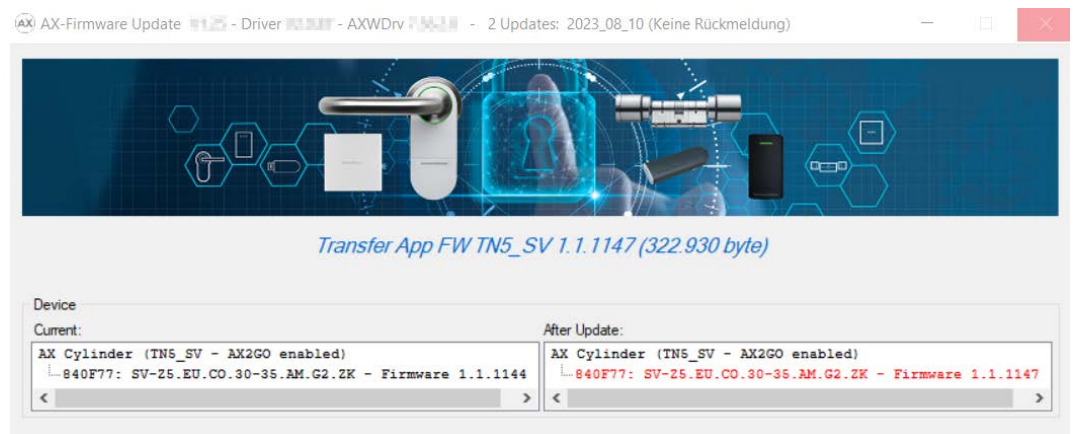 AX AX-Firmware Update - Driver - AXWDrv - 2 Updates: 2023_08_10 (Keine Rückmeldung)
Transfer App FW TN5_SV 1.1.1147 (322.930 byte)
Device
Current:
AX Cylinder (TN5_SV - AX2GO enabled)
840F77: SV-Z5.EU.CO.30-35.AM.G2.ZK - Firmware 1.1.1144
After Update:
AX Cylinder (TN5_SV - AX2GO enabled)
840F77: SV-Z5.EU.CO.30-35.AM.G2.ZK - Firmware 1.1.1147